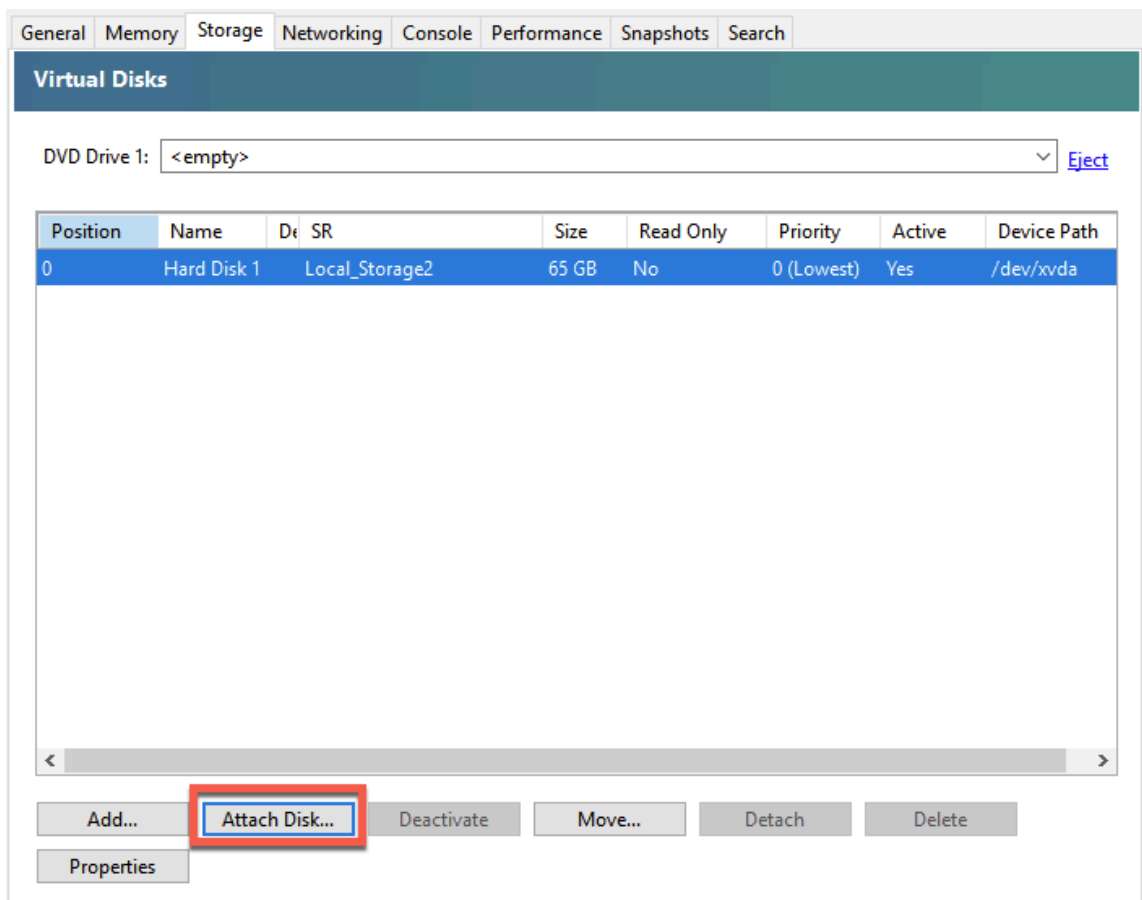 General Memory Storage Networking Console Performance Snapshots Search
Virtual Disks
DVD Drive 1: <empty> Eject
Position Name De SR Size Read Only Priority Active Device Path
0 Hard Disk 1 Local_Storage2 65 GB No 0 (Lowest) Yes /dev/xvda
Add... Attach Disk... Deactivate Move... Detach Delete
Properties